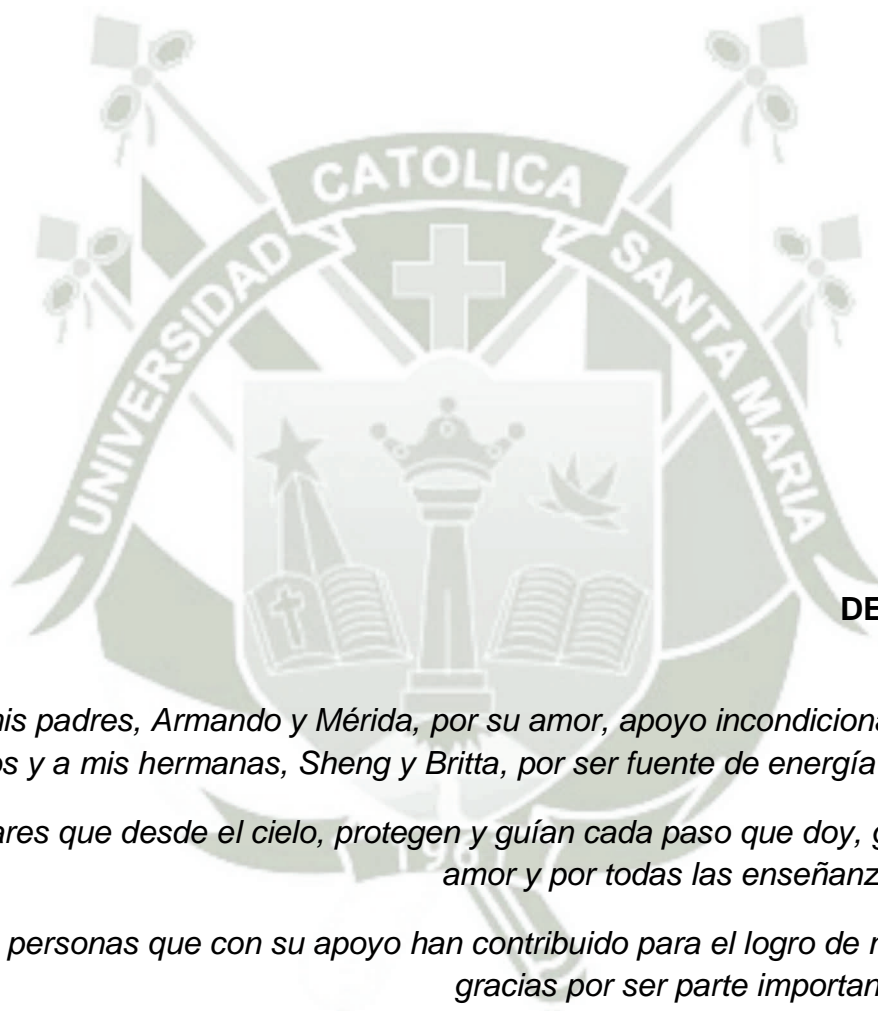 CATOLICA
UNIVERSIDAD
SANTA MARIA
DE
mis padres, Armando y Mérida, por su amor, apoyo incondiciona
os y a mis hermanas, Sheng y Britta, por ser fuente de energía
ares que desde el cielo, protegen y guían cada paso que doy, g
amor y por todas las enseñanz
personas que con su apoyo han contribuido para el logro de
gracias por ser parte importan